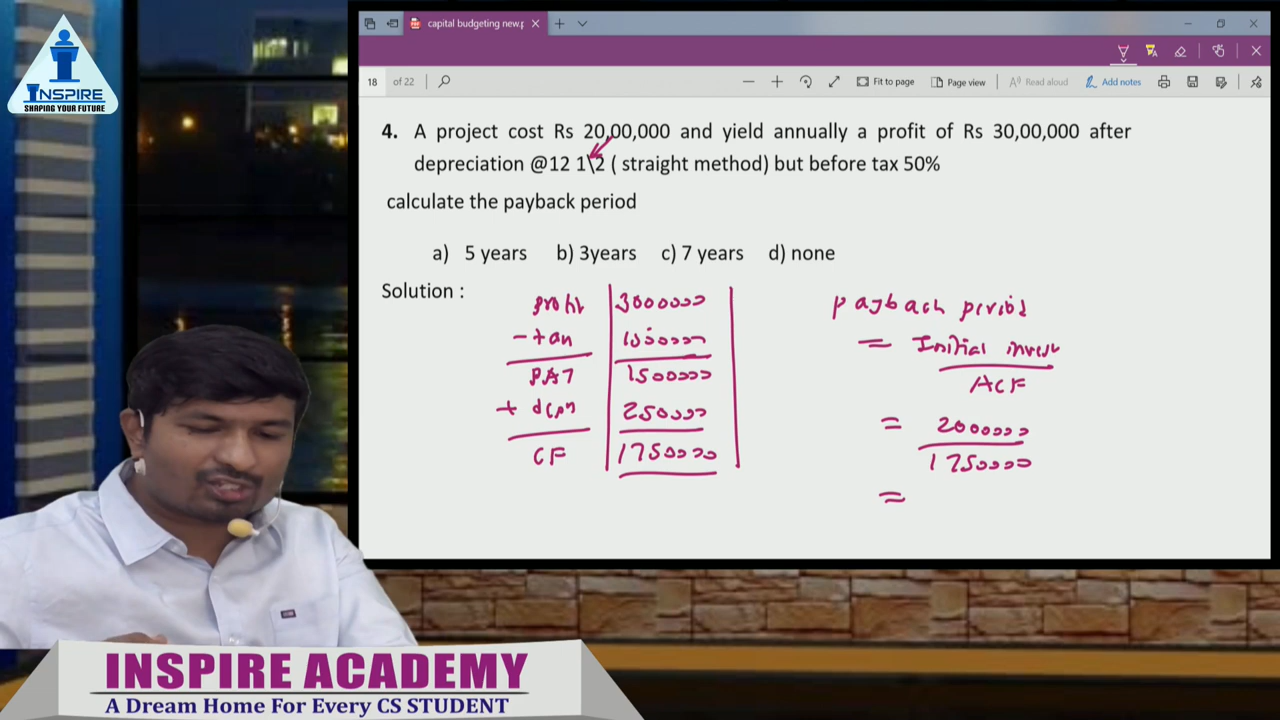 INSPIRE
SHAPING YOUR FUTURE
capital budgeting new.p
18 of 22
Fit to page
Page view
Read aloud
Add notes
4. A project cost Rs 20,00,000 and yield annually a profit of Rs 30,00,000 after
depreciation @12 1\2 ( straight method) but before tax 50%
calculate the payback period
a) 5 years b) 3years c) 7 years d) none
Solution :
profit 3000000
- tax 1500000
PAT 1500000
+ dcpn 250000
CF 1750000
payback period
= Initial invest
ACF
= 2000000
1750000
=
INSPIRE ACADEMY
A Dream Home For Every CS STUDENT